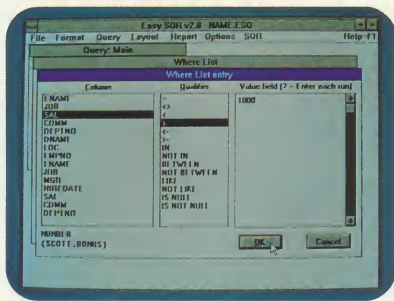 Easy SQR v2.0 - NAME.ESQ
File Format Query Layout Report Options SQR Help-F1
Query: Main
Where List
Where List entry
Column Qualifier Value field (? - Enter each run)
ENAME
JOB
SAL
COMM
DEPTNO
DNAME
LOC
EMPNO
ENAME
JOB
MGR
HIREDATE
SAL
COMM
DEPTNO
=
<>
<
>
<=
>=
IN
NOT IN
BETWEEN
NOT BETWEEN
LIKE
NOT LIKE
IS NULL
IS NOT NULL
1000
NUMBER
(SCOTT.BONUS)
OK Cancel